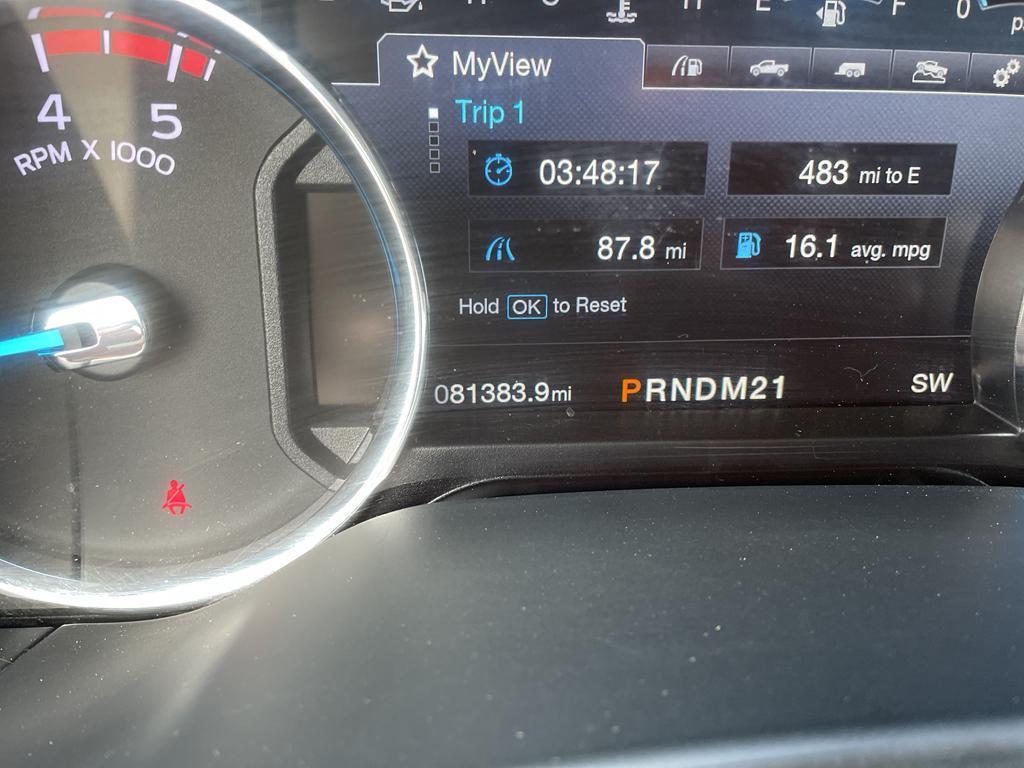 E F 0
MyView
Trip 1
03:48:17 483 mi to E
87.8 mi 16.1 avg. mpg
Hold OK to Reset
081383.9mi PRNDM21 SW
4 5
RPM X 1000